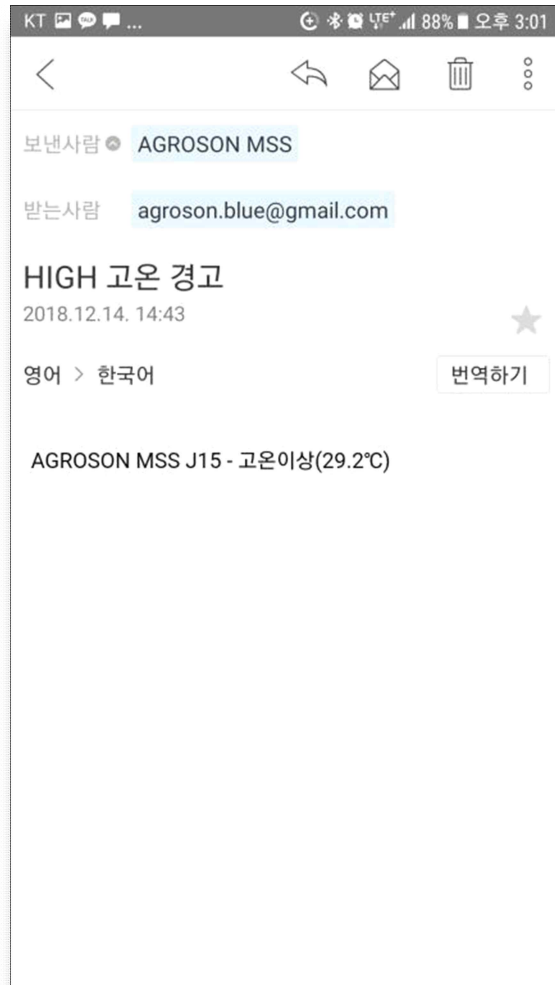 KT ... LTE+ 88% 오후 3:01
보낸사람 AGROSON MSS
받는사람 agroson.blue@gmail.com
HIGH 고온 경고
2018.12.14. 14:43
영어 > 한국어 번역하기
AGROSON MSS J15 - 고온이상(29.2℃)